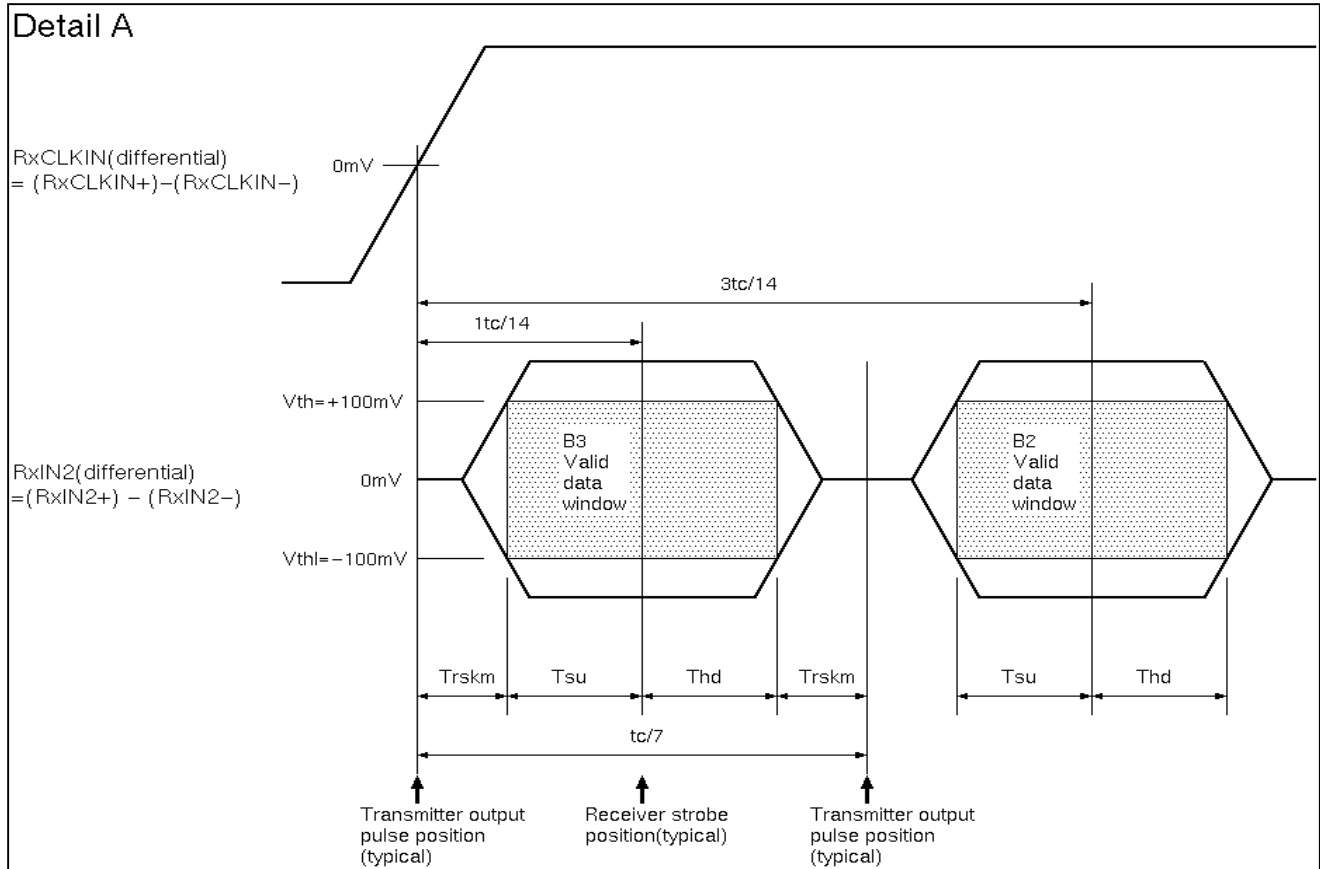 Detail A
RxCLKIN(differential)
= (RxCLKIN+)−(RxCLKIN−)
0mV
3tc/14
1tc/14
Vth=+100mV
B3
Valid
data
window
B2
Valid
data
window
RxIN2(differential)
=(RxIN2+) − (RxIN2−)
0mV
Vthl=−100mV
Trskm
Tsu
Thd
Trskm
Tsu
Thd
tc/7
Transmitter output
pulse position
(typical)
Receiver strobe
position(typical)
Transmitter output
pulse position
(typical)